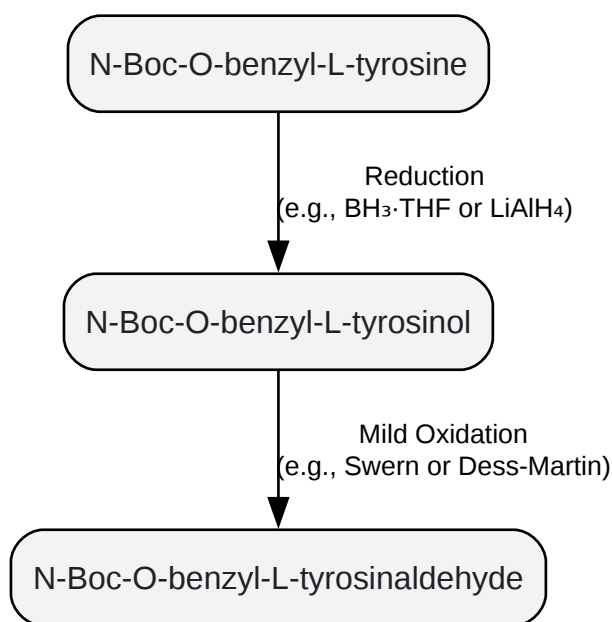 N-Boc-O-benzyl-L-tyrosine
Reduction
(e.g., BH₃·THF or LiAlH₄)
N-Boc-O-benzyl-L-tyrosinol
Mild Oxidation
(e.g., Swern or Dess-Martin)
N-Boc-O-benzyl-L-tyrosinaldehyde